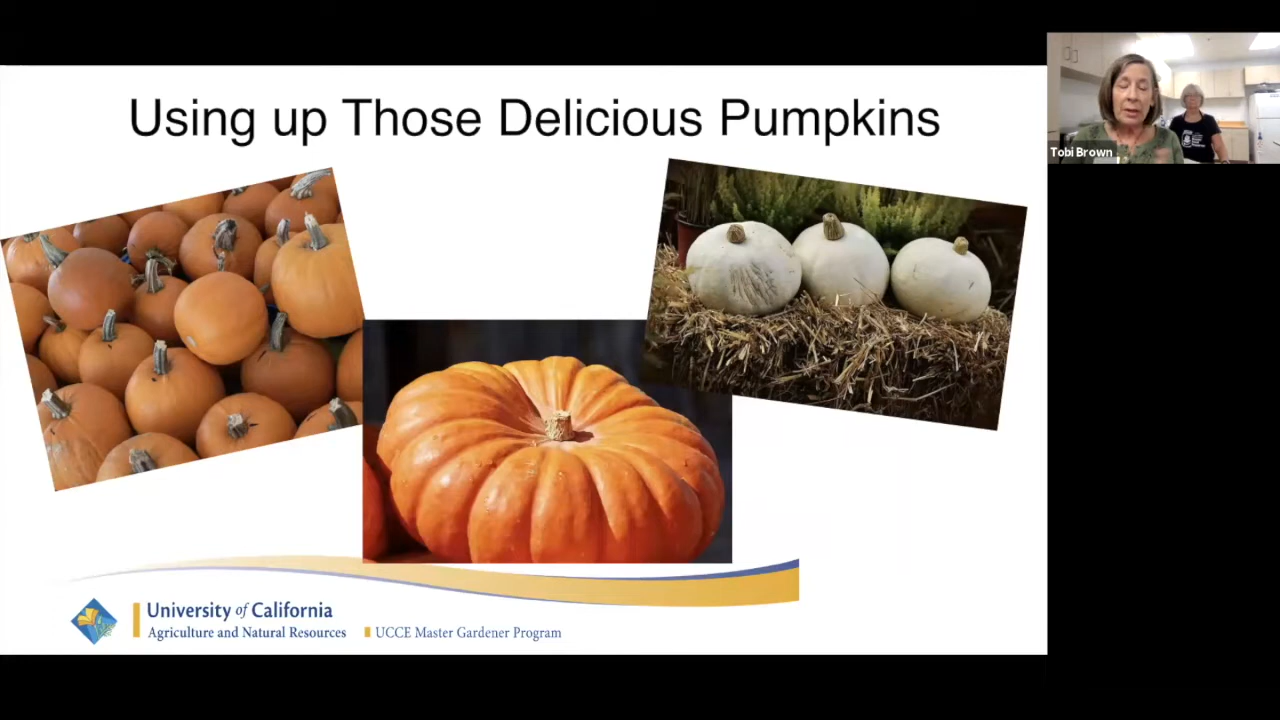 Using up Those Delicious Pumpkins
Tobi Brown
University of California
Agriculture and Natural Resources
UCCE Master Gardener Program